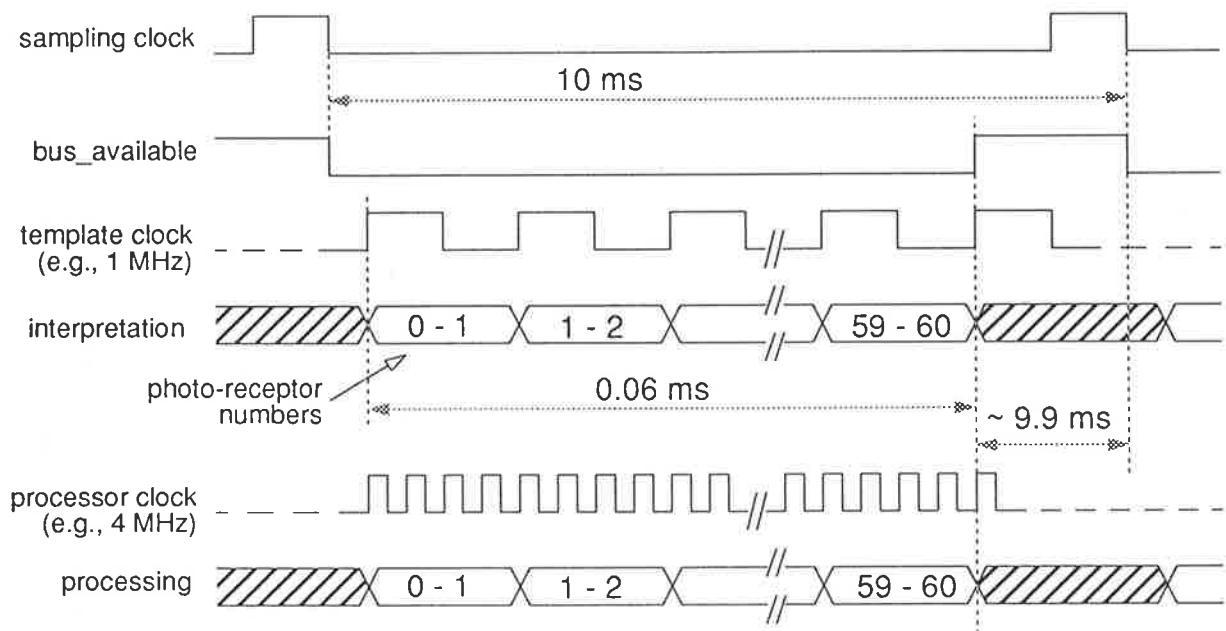 sampling clock
10 ms
bus_available
template clock
(e.g., 1 MHz)
interpretation
0 - 1
1 - 2
59 - 60
photo-receptor
numbers
0.06 ms
~ 9.9 ms
processor clock
(e.g., 4 MHz)
processing
0 - 1
1 - 2
59 - 60